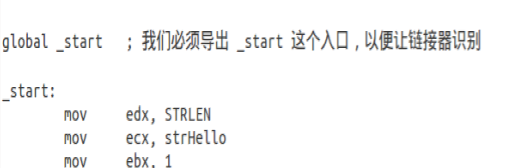 global _start ; 我们必须导出 _start 这个入口，以便让链接器识别
_start:
mov edx, STRLEN
mov ecx, strHello
mov ebx, 1